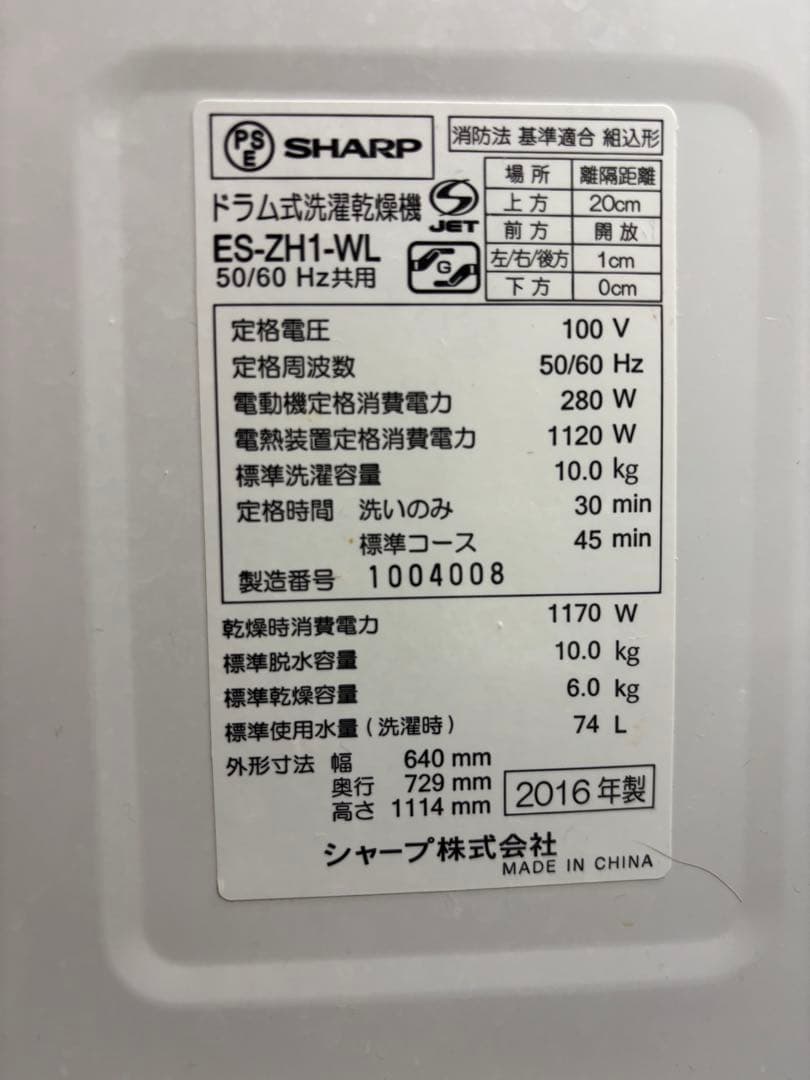 PSE SHARP
消防法 基準適合 組込形
ドラム式洗濯乾燥機
JET
ES-ZH1-WL
50/60 Hz共用
G
場所 離隔距離
上方 20cm
前方 開放
左/右/後方 1cm
下方 0cm
定格電圧 100 V
定格周波数 50/60 Hz
電動機定格消費電力 280 W
電熱装置定格消費電力 1120 W
標準洗濯容量 10.0 kg
定格時間 洗いのみ 30 min
標準コース 45 min
製造番号 1004008
乾燥時消費電力 1170 W
標準脱水容量 10.0 kg
標準乾燥容量 6.0 kg
標準使用水量(洗濯時) 74 L
外形寸法 幅 640 mm
奥行 729 mm
高さ 1114 mm
2016年製
シャープ株式会社
MADE IN CHINA